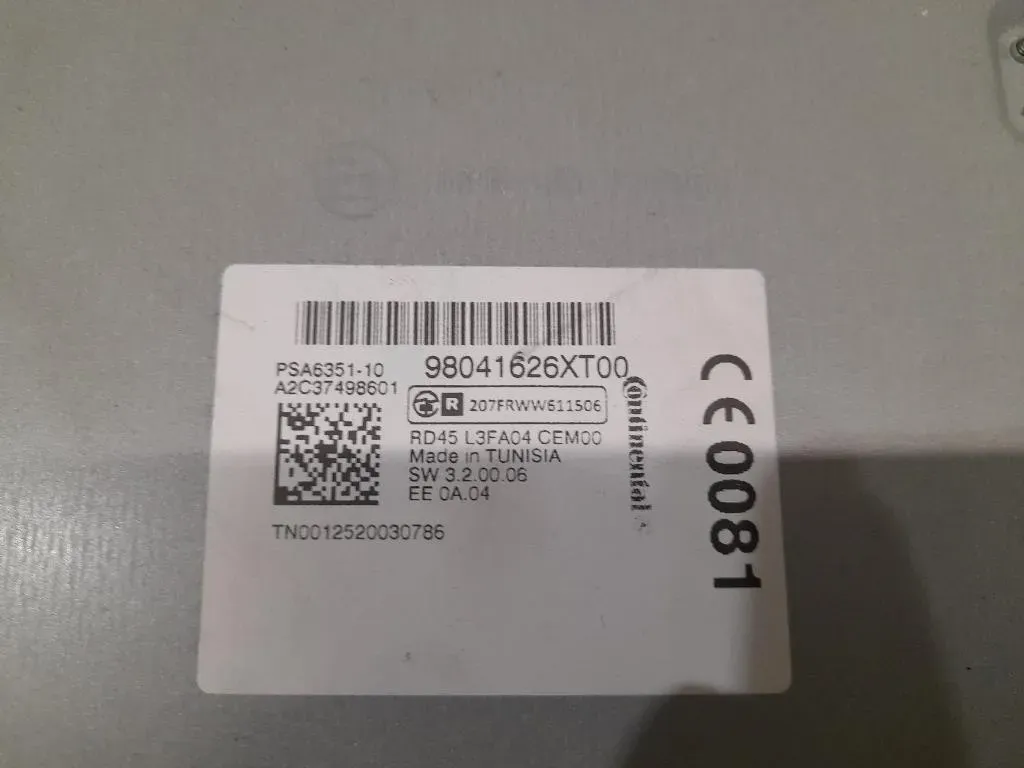 PSA6351-10 98041626XT00
A2C37498601
R 207FRWW611506
RD45 L3FA04 CEM00
Made in TUNISIA
SW 3.2.00.06
EE 0A.04
TN0012520030786
Continental
CE 0081